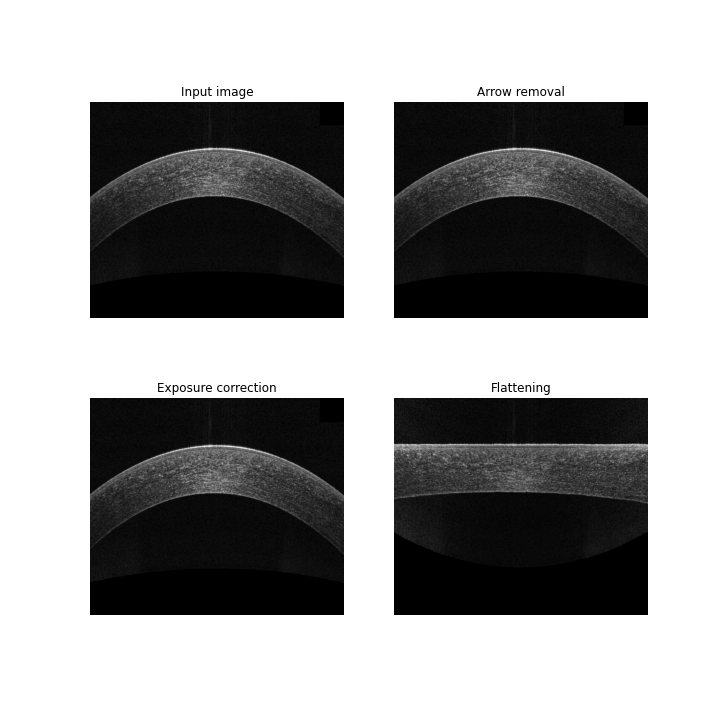 Input image
Arrow removal
Exposure correction
Flattening